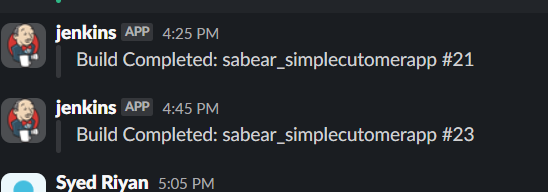 jenkins APP 4:25 PM
Build Completed: sabear_simplecutomerapp #21
jenkins APP 4:45 PM
Build Completed: sabear_simplecutomerapp #23
Syed Riyan 5:05 PM